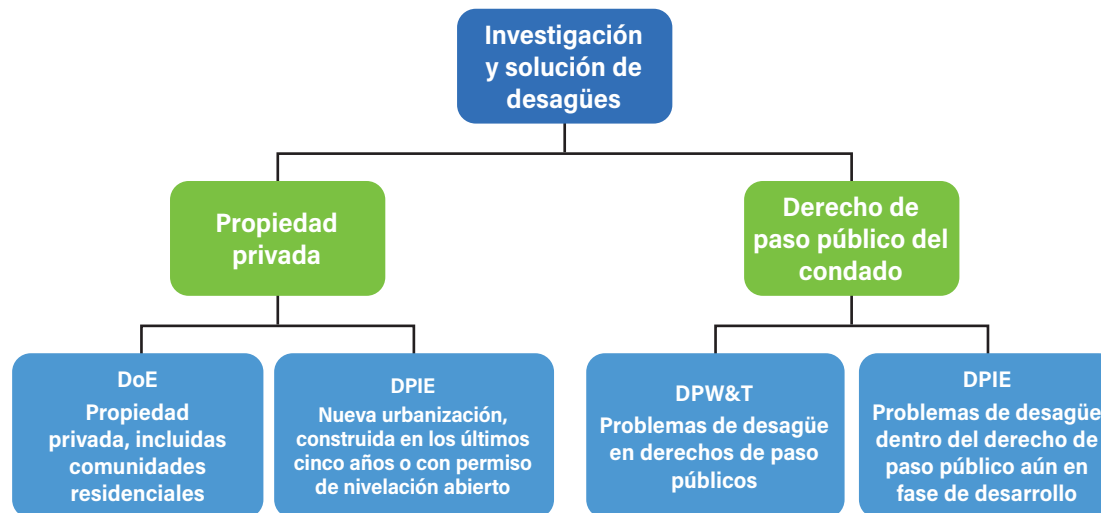 Investigación
y solución de
desagües
Propiedad
privada
Derecho de
paso público del
condado
DoE
Propiedad
privada, incluidas
comunidades
residenciales
DPIE
Nueva urbanización,
construida en los últimos
cinco años o con permiso
de nivelación abierto
DPW&T
Problemas de desagüe
en derechos de paso
públicos
DPIE
Problemas de desagüe
dentro del derecho de
paso público aún en
fase de desarrollo